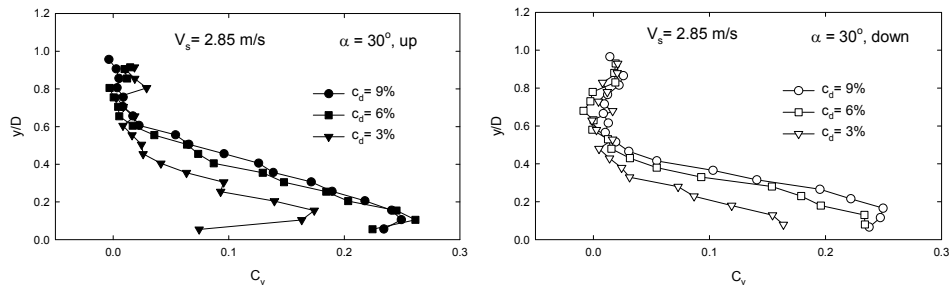 V_s = 2.85 m/s
α = 30°, up
c_d = 9%
c_d = 6%
c_d = 3%
y/D
1.2
1.0
0.8
0.6
0.4
0.2
0.0
0.0 0.1 0.2 0.3
C_v
V_s = 2.85 m/s
α = 30°, down
c_d = 9%
c_d = 6%
c_d = 3%
y/D
1.2
1.0
0.8
0.6
0.4
0.2
0.0
0.0 0.1 0.2 0.3
C_v